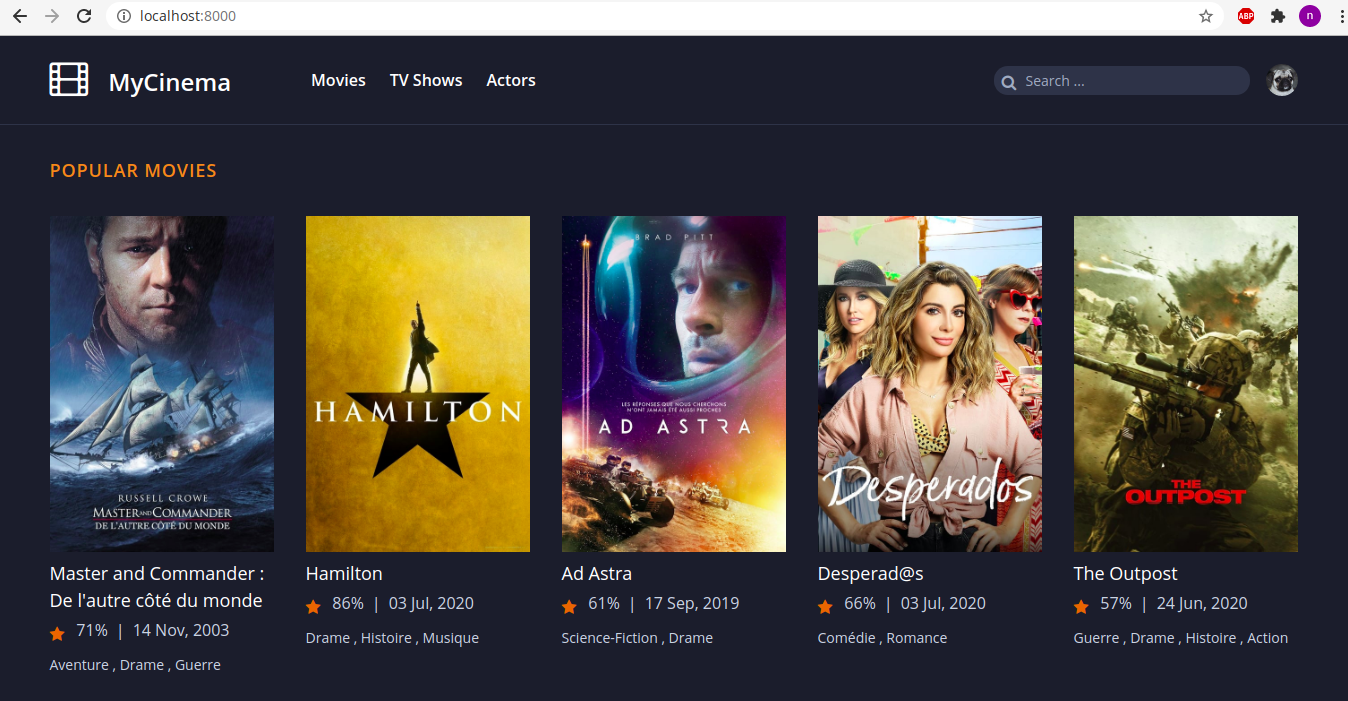 localhost:8000
ABP
n
MyCinema
Movies
TV Shows
Actors
Search ...
POPULAR MOVIES
RUSSELL CROWE
MASTER AND COMMANDER
DE L'AUTRE CÔTÉ DU MONDE
HAMILTON
BRAD PITT
LES RÉPONSES QUE NOUS CHERCHONS
N'ONT JAMAIS ÉTÉ AUSSI PROCHES
AD ASTRA
Desperados
THE
OUTPOST
Master and Commander :
De l'autre côté du monde
71% | 14 Nov, 2003
Aventure , Drame , Guerre
Hamilton
86% | 03 Jul, 2020
Drame , Histoire , Musique
Ad Astra
61% | 17 Sep, 2019
Science-Fiction , Drame
Desperad@s
66% | 03 Jul, 2020
Comédie , Romance
The Outpost
57% | 24 Jun, 2020
Guerre , Drame , Histoire , Action